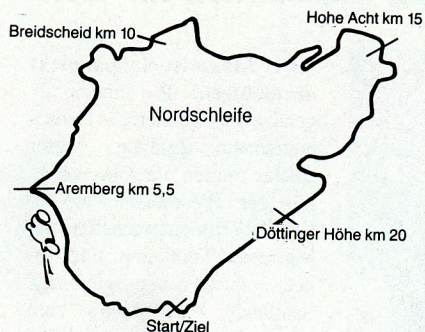 Hohe Acht km 15
Breidscheid km 10
Nordschleife
Aremberg km 5,5
Döttinger Höhe km 20
Start/Ziel